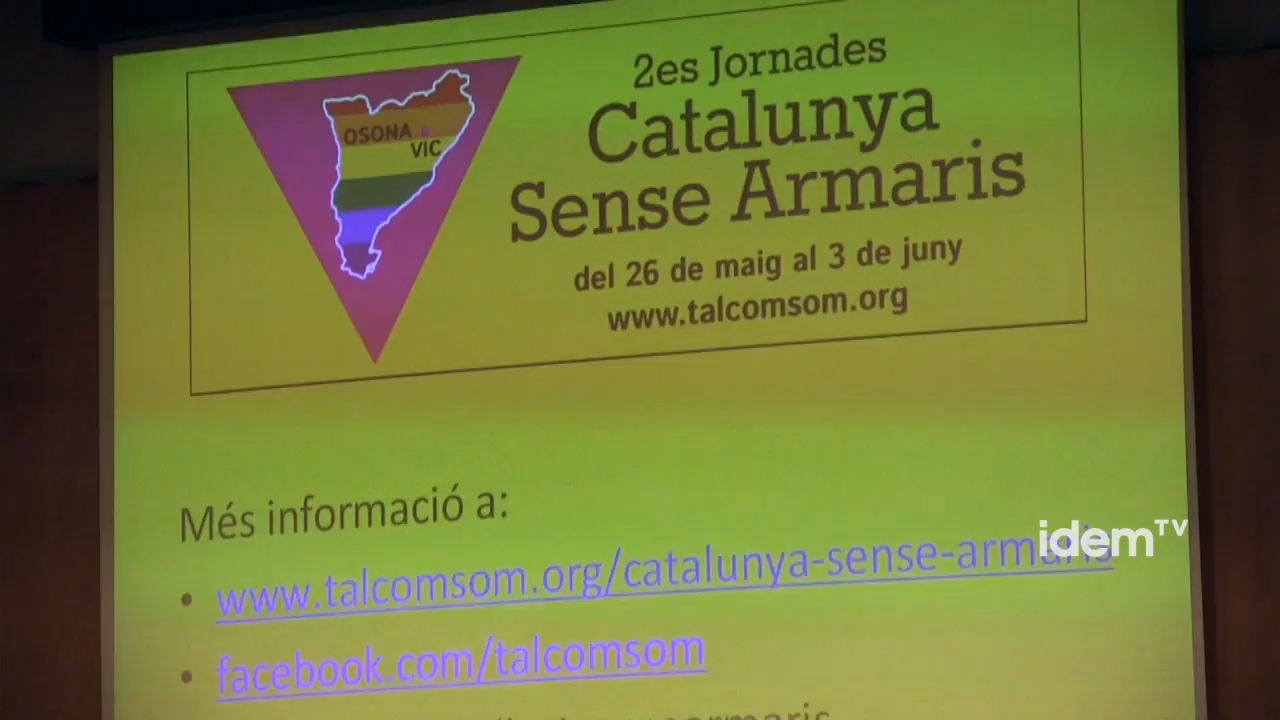 OSONA
VIC
2es Jornades
Catalunya
Sense Armaris
del 26 de maig al 3 de juny
www.talcomsom.org
Més informació a:
• www.talcomsom.org/catalunya-sense-armaris
• facebook.com/talcomsom
idemTV